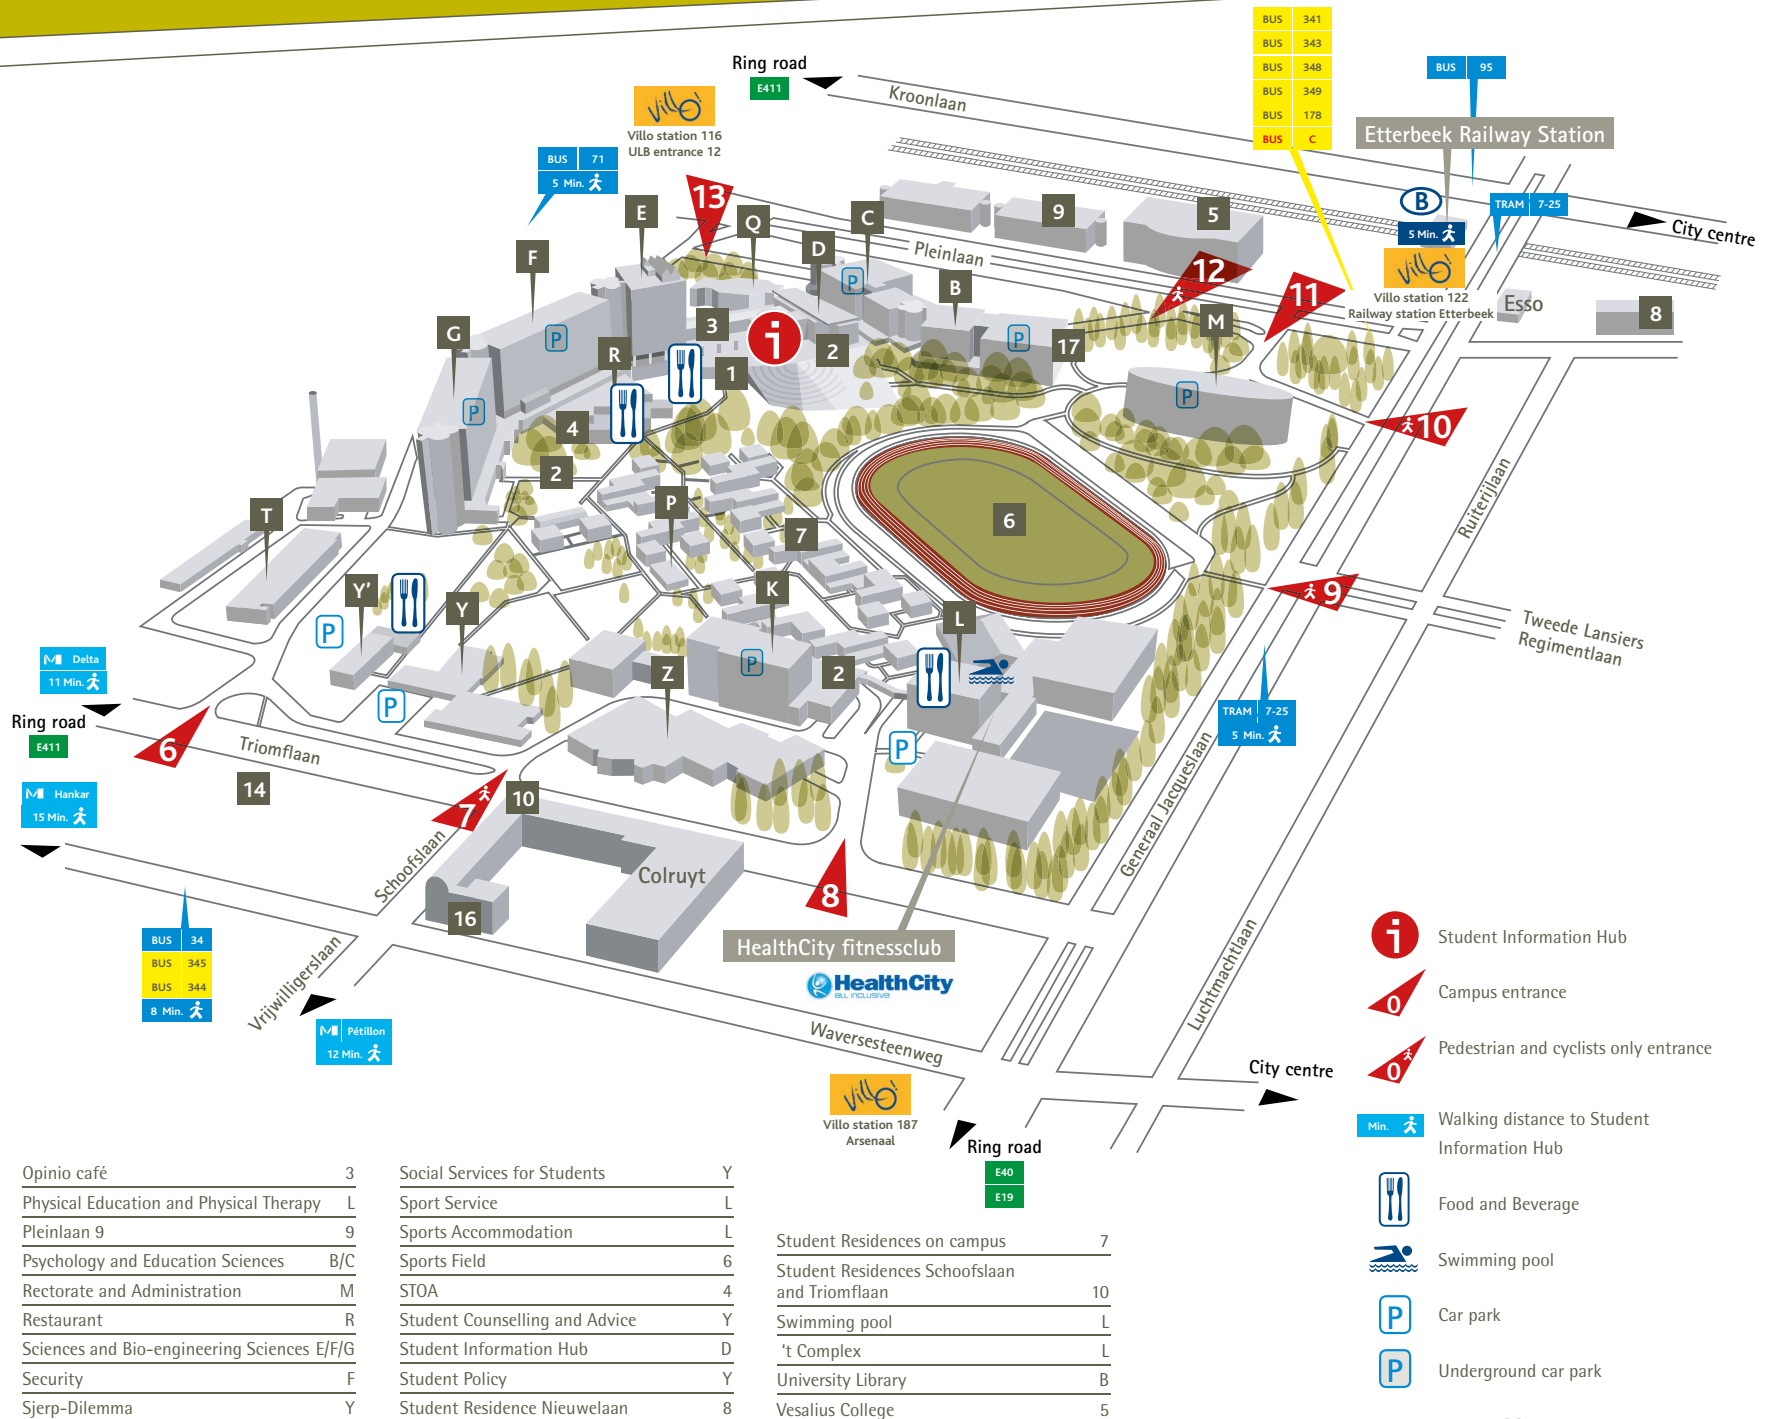 BUS 341
BUS 343
BUS 348
BUS 349
BUS 178
BUS C
BUS 95
Ring road
E411
Kroonlaan
Villo!
Villo station 116
ULB entrance 12
Etterbeek Railway Station
BUS 71
5 Min.
13
E
Q
C
9
5
B
5 Min.
TRAM 7-25
City centre
F
D
Pleinlaan
12
11
Villo!
Villo station 122
Railway station Etterbeek
Esso
8
P
B
M
G
P
3
i
2
P
17
R
1
P
P
4
10
2
P
6
T
7
Ruiterijlaan
Y'
Y
K
L
9
Tweede Lansiers
Regimentlaan
P
Delta
11 Min.
Z
P
2
P
TRAM 7-25
5 Min.
Ring road
E411
6
Triomflaan
P
Hankar
15 Min.
14
7
10
Schoofslaan
Colruyt
8
Generaal Jacqueslaan
16
HealthCity fitnessclub
HealthCity
ALL INCLUSIVE
BUS 34
BUS 345
BUS 344
8 Min.
Vrijwilligerslaan
Pétillon
12 Min.
Waversesteenweg
Luchtmachtlaan
City centre
Villo!
Villo station 187
Arsenaal
Ring road
E40
E19
i Student Information Hub
0 Campus entrance
0 Pedestrian and cyclists only entrance
Min. Walking distance to Student
Information Hub
Food and Beverage
Swimming pool
P Car park
P Underground car park
Opinio café 3
Physical Education and Physical Therapy L
Pleinlaan 9 9
Psychology and Education Sciences B/C
Rectorate and Administration M
Restaurant R
Sciences and Bio-engineering Sciences E/F/G
Security F
Sjerp-Dilemma Y
Social Services for Students Y
Sport Service L
Sports Accommodation L
Sports Field 6
STOA 4
Student Counselling and Advice Y
Student Information Hub D
Student Policy Y
Student Residence Nieuwelaan 8
Student Residences on campus 7
Student Residences Schoofslaan
and Triomflaan 10
Swimming pool L
't Complex L
University Library B
Vesalius College 5